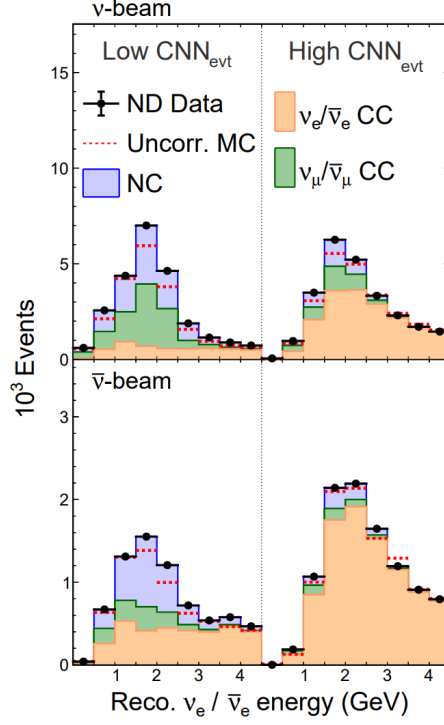 ν-beam
Low CNN_evt
High CNN_evt
ND Data
Uncorr. MC
NC
ν_e/ν̄_e CC
ν_μ/ν̄_μ CC
15
10
5
0
10³ Events
ν̄-beam
3
2
1
0
1 2 3 4 1 2 3 4
Reco. ν_e / ν̄_e energy (GeV)